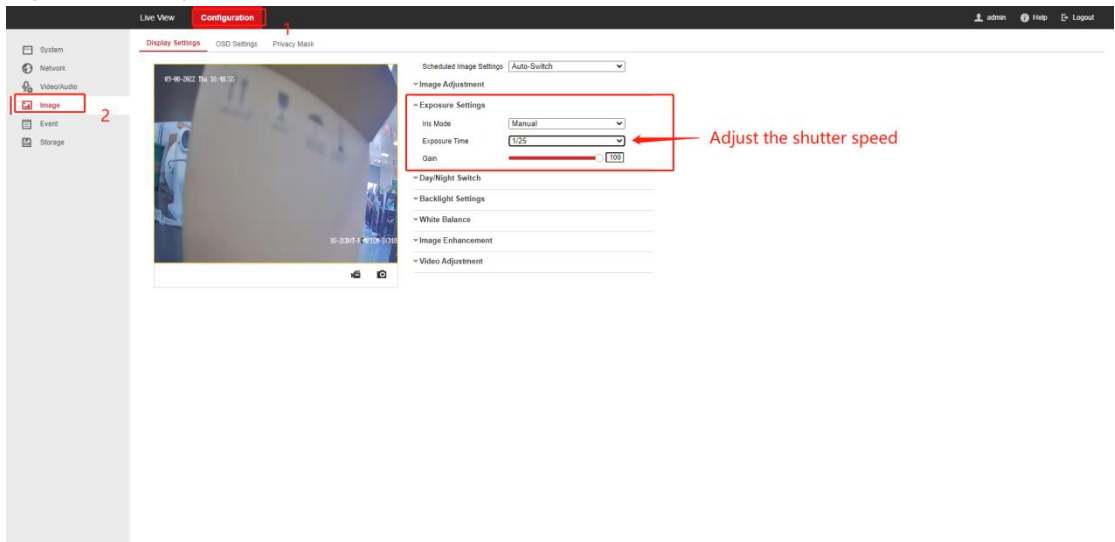 Live View Configuration 1 admin Help Logout
Display Settings OSD Settings Privacy Mask
System
Network
Video/Audio
Image 2
Event
Storage
Scheduled Image Settings Auto-Switch
Image Adjustment
Exposure Settings
Iris Mode Manual
Exposure Time 1/25 Adjust the shutter speed
Gain 100
Day/Night Switch
Backlight Settings
White Balance
Image Enhancement
Video Adjustment